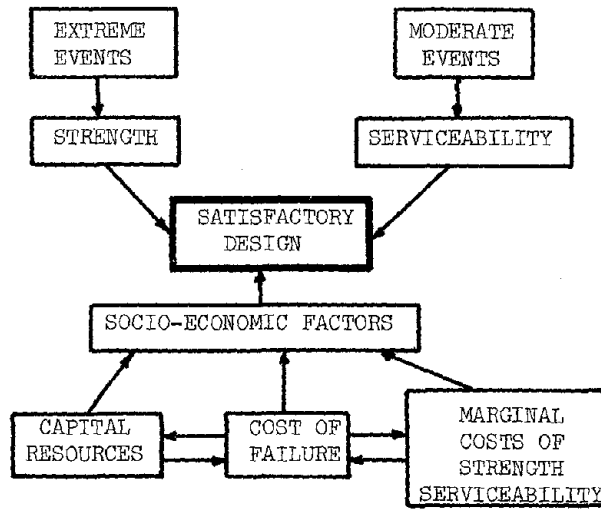 EXTREME
EVENTS
MODERATE
EVENTS
STRENGTH
SERVICEABILITY
SATISFACTORY
DESIGN
SOCIO-ECONOMIC FACTORS
CAPITAL
RESOURCES
COST OF
FAILURE
MARGINAL
COSTS OF
STRENGTH
SERVICEABILITY